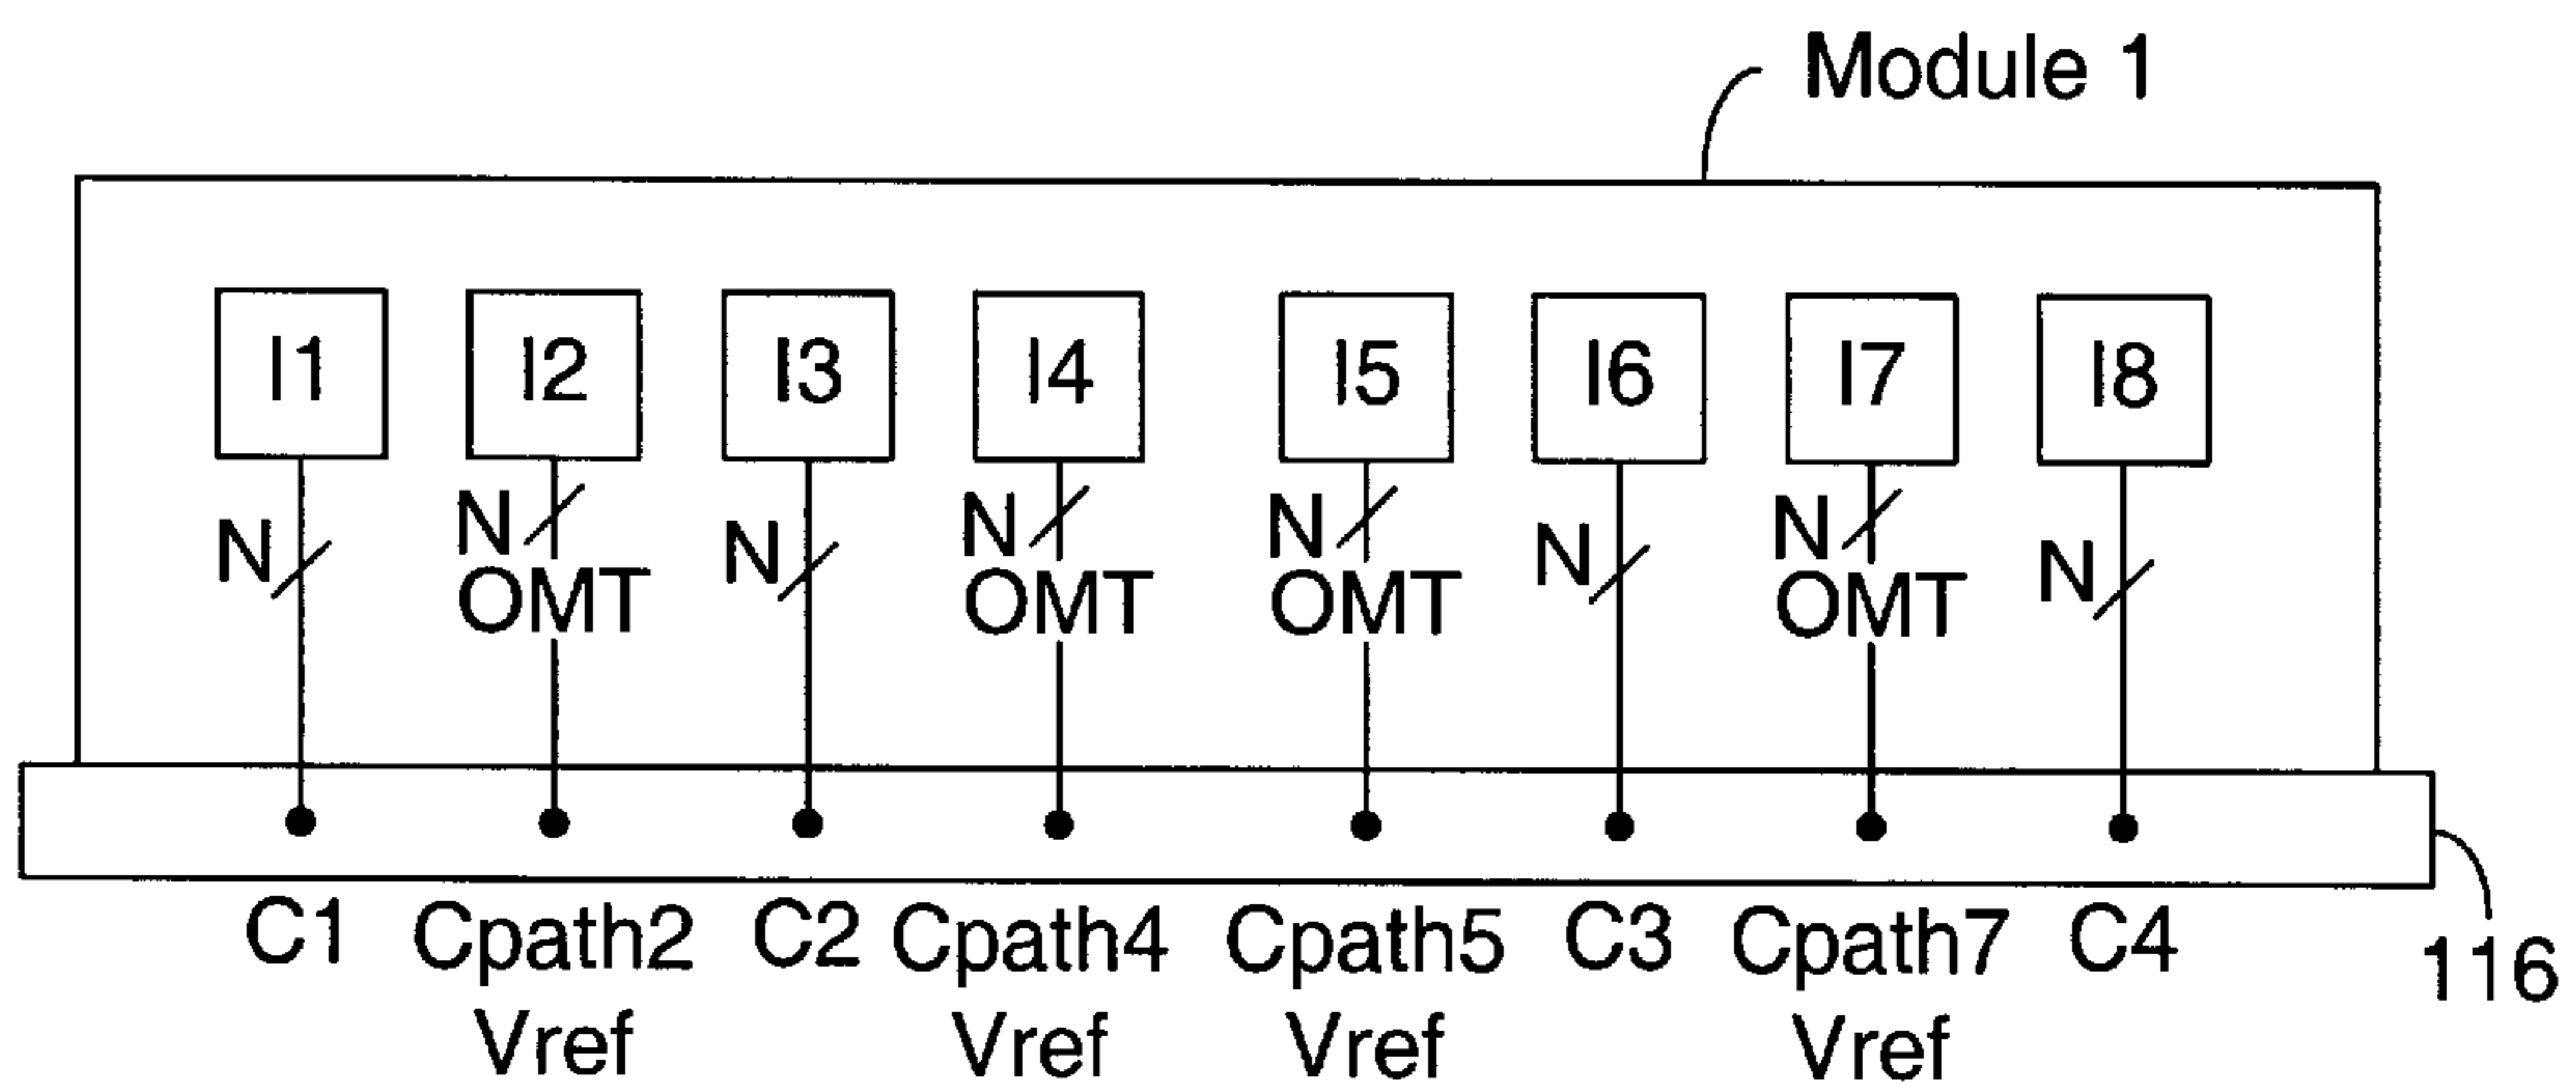 Module 1
I1 I2 I3 I4 I5 I6 I7 I8
N N N N N N N N
OMT OMT OMT OMT
C1 Cpath2 C2 Cpath4 Cpath5 C3 Cpath7 C4
Vref Vref Vref Vref
116